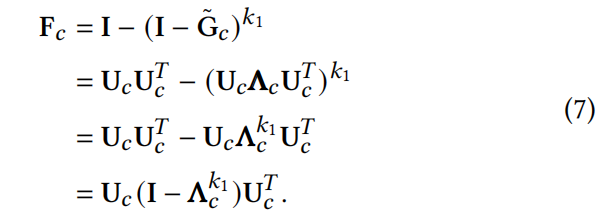 F_c = I − (I − G̃_c)^{k_1}
= U_c U_c^T − (U_c Λ_c U_c^T)^{k_1}
= U_c U_c^T − U_c Λ_c^{k_1} U_c^T
= U_c (I − Λ_c^{k_1}) U_c^T.
(7)